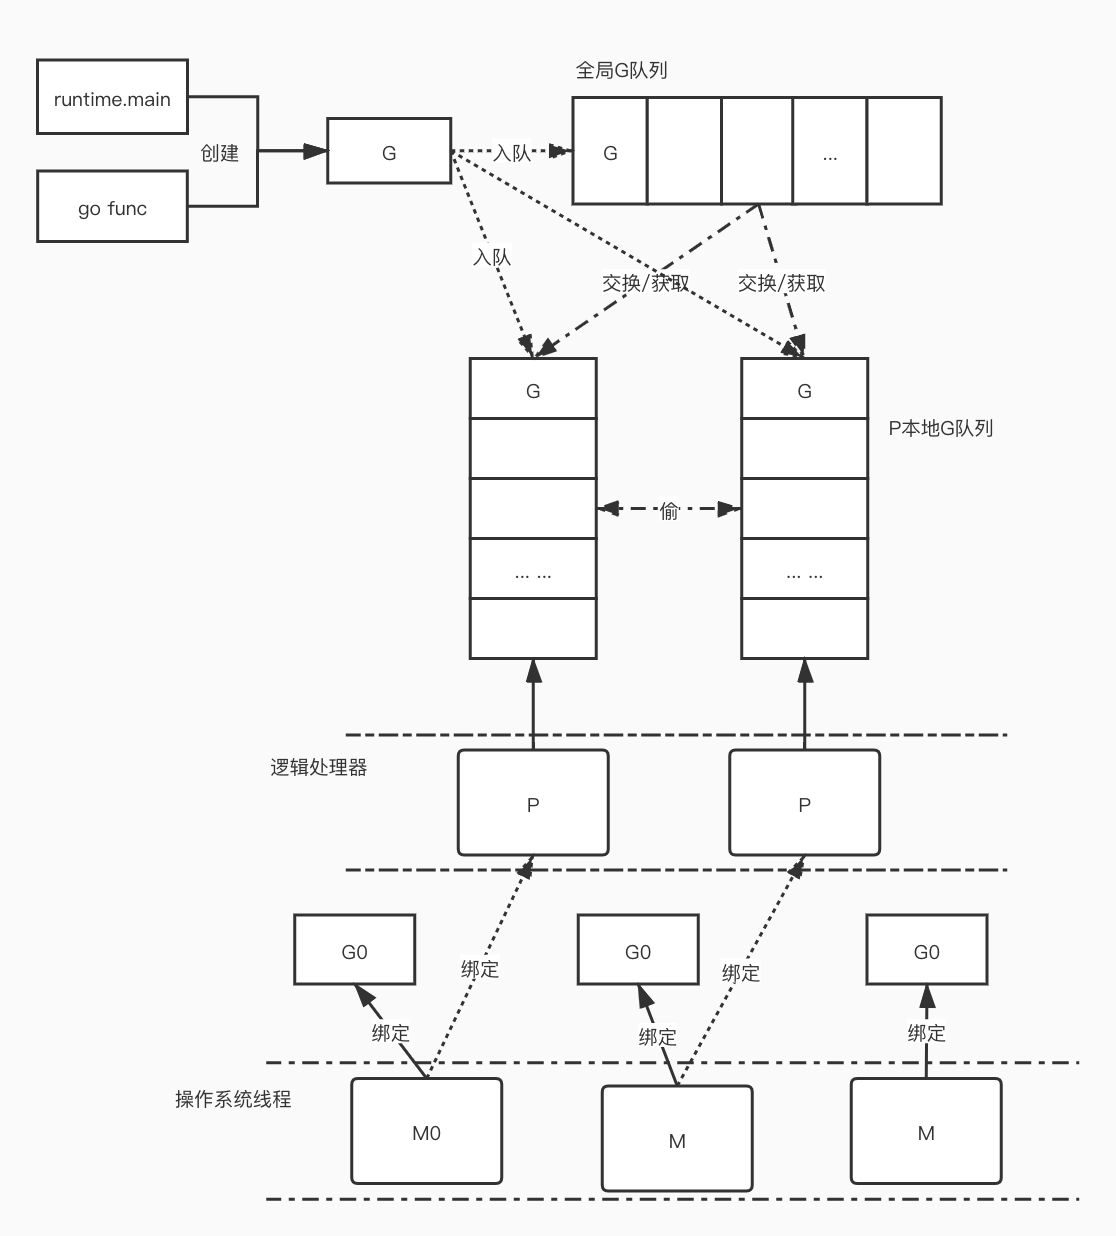 全局G队列
runtime.main
创建
G
入队
G
...
go func
入队
交换/获取
交换/获取
G
G
P本地G队列
偷
... ...
... ...
逻辑处理器
P
P
G0
G0
G0
绑定
绑定
绑定
绑定
绑定
操作系统线程
M0
M
M